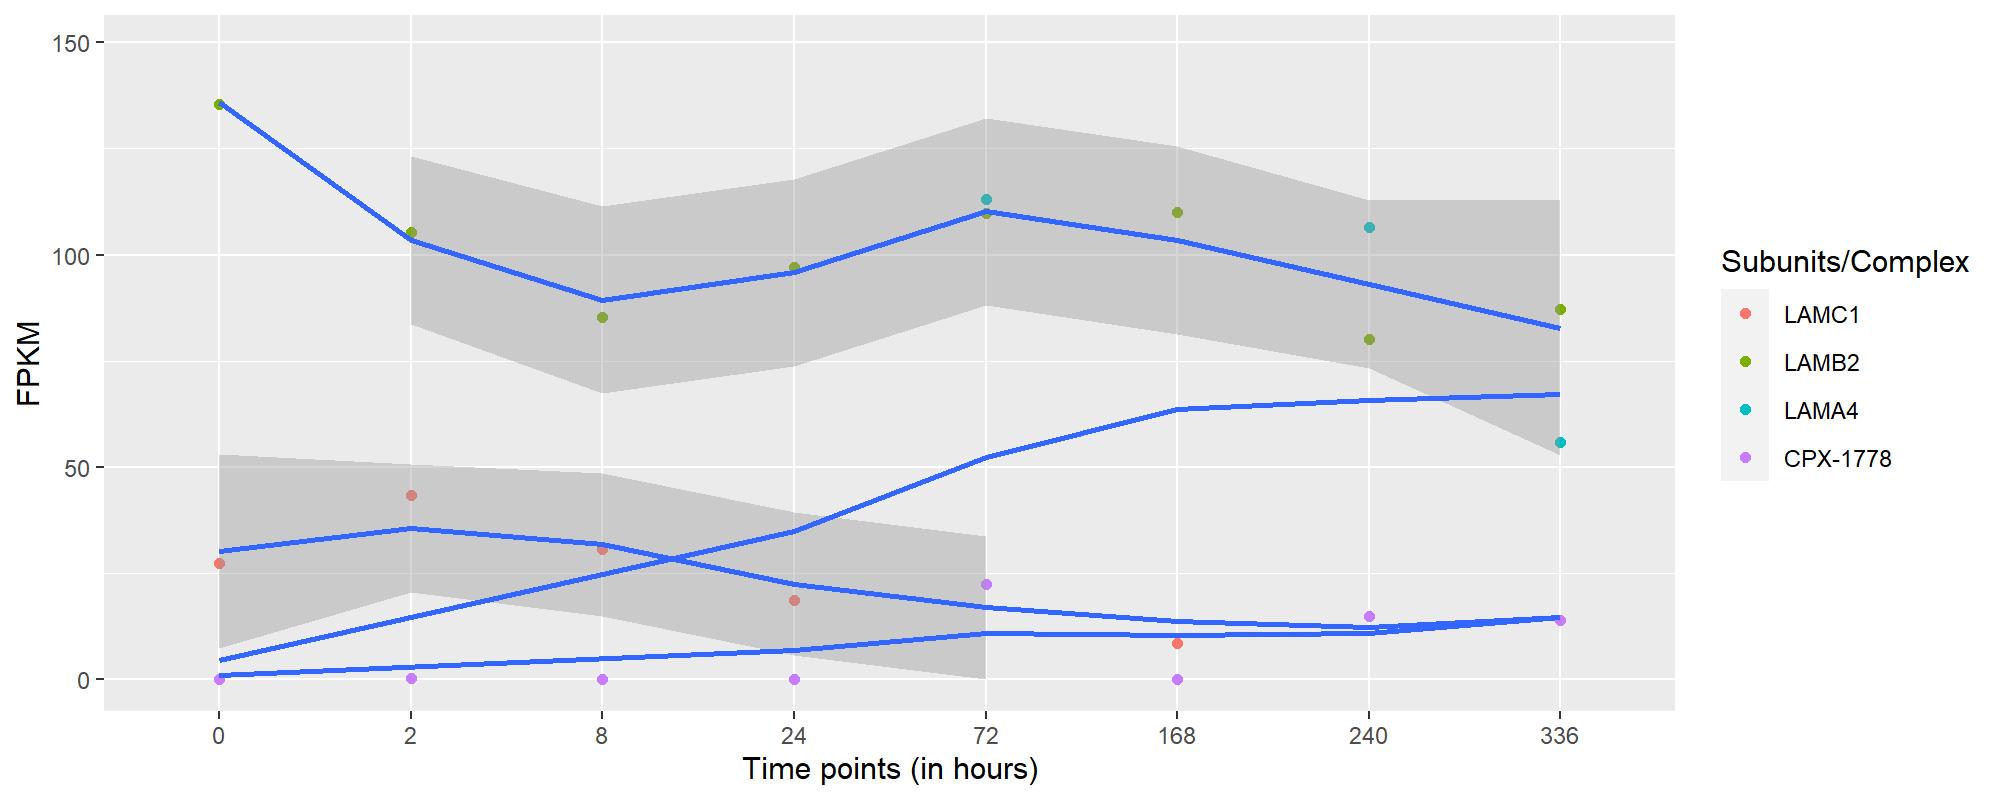 150
100
50
0
FPKM
0 2 8 24 72 168 240 336
Time points (in hours)
Subunits/Complex
LAMC1
LAMB2
LAMA4
CPX-1778